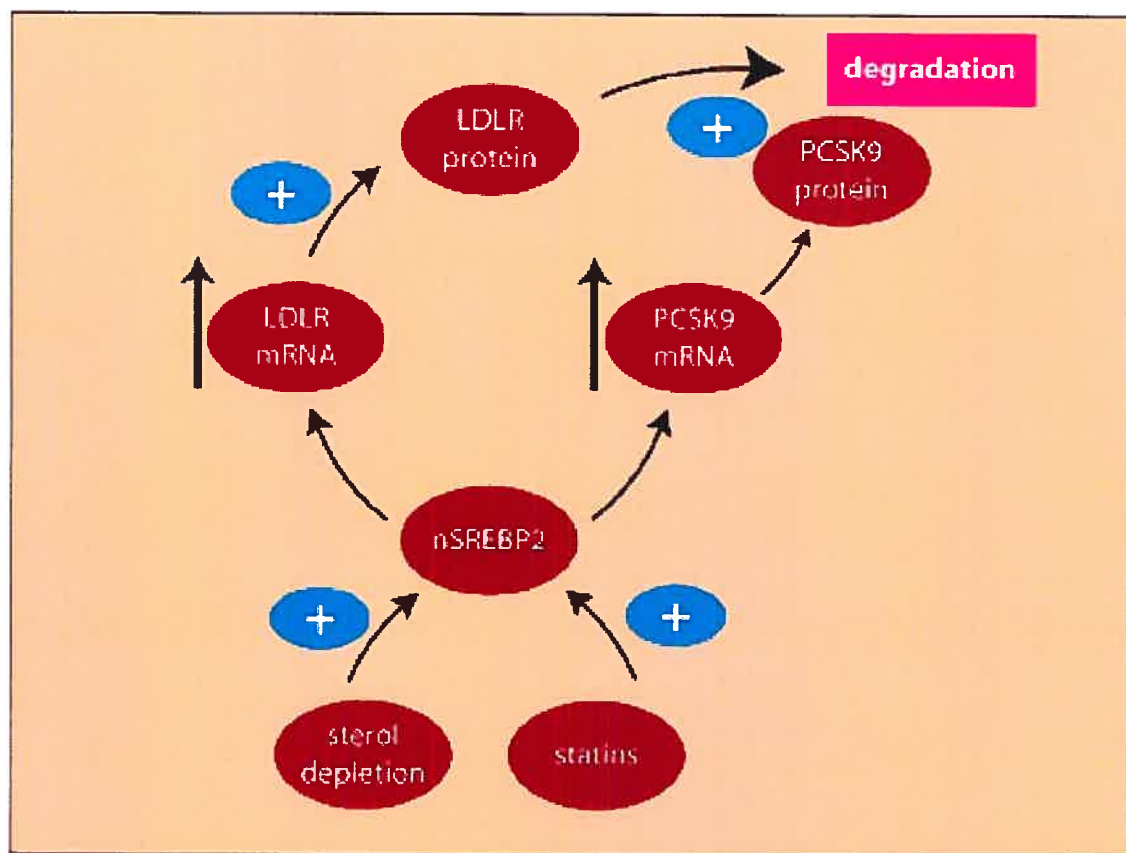 degradation
LDLR
protein
+
PCSK9
protein
+
LDLR
mRNA
PCSK9
mRNA
nSREBP2
+
+
sterol
depletion
statins